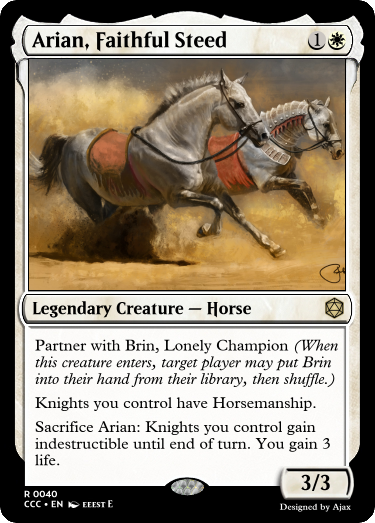 Arian, Faithful Steed 1
Legendary Creature — Horse
Partner with Brin, Lonely Champion (When
this creature enters, target player may put Brin
into their hand from their library, then shuffle.)
Knights you control have Horsemanship.
Sacrifice Arian: Knights you control gain
indestructible until end of turn. You gain 3
life.
3/3
R 0040
CCC • EN EEEST E
Designed by Ajax